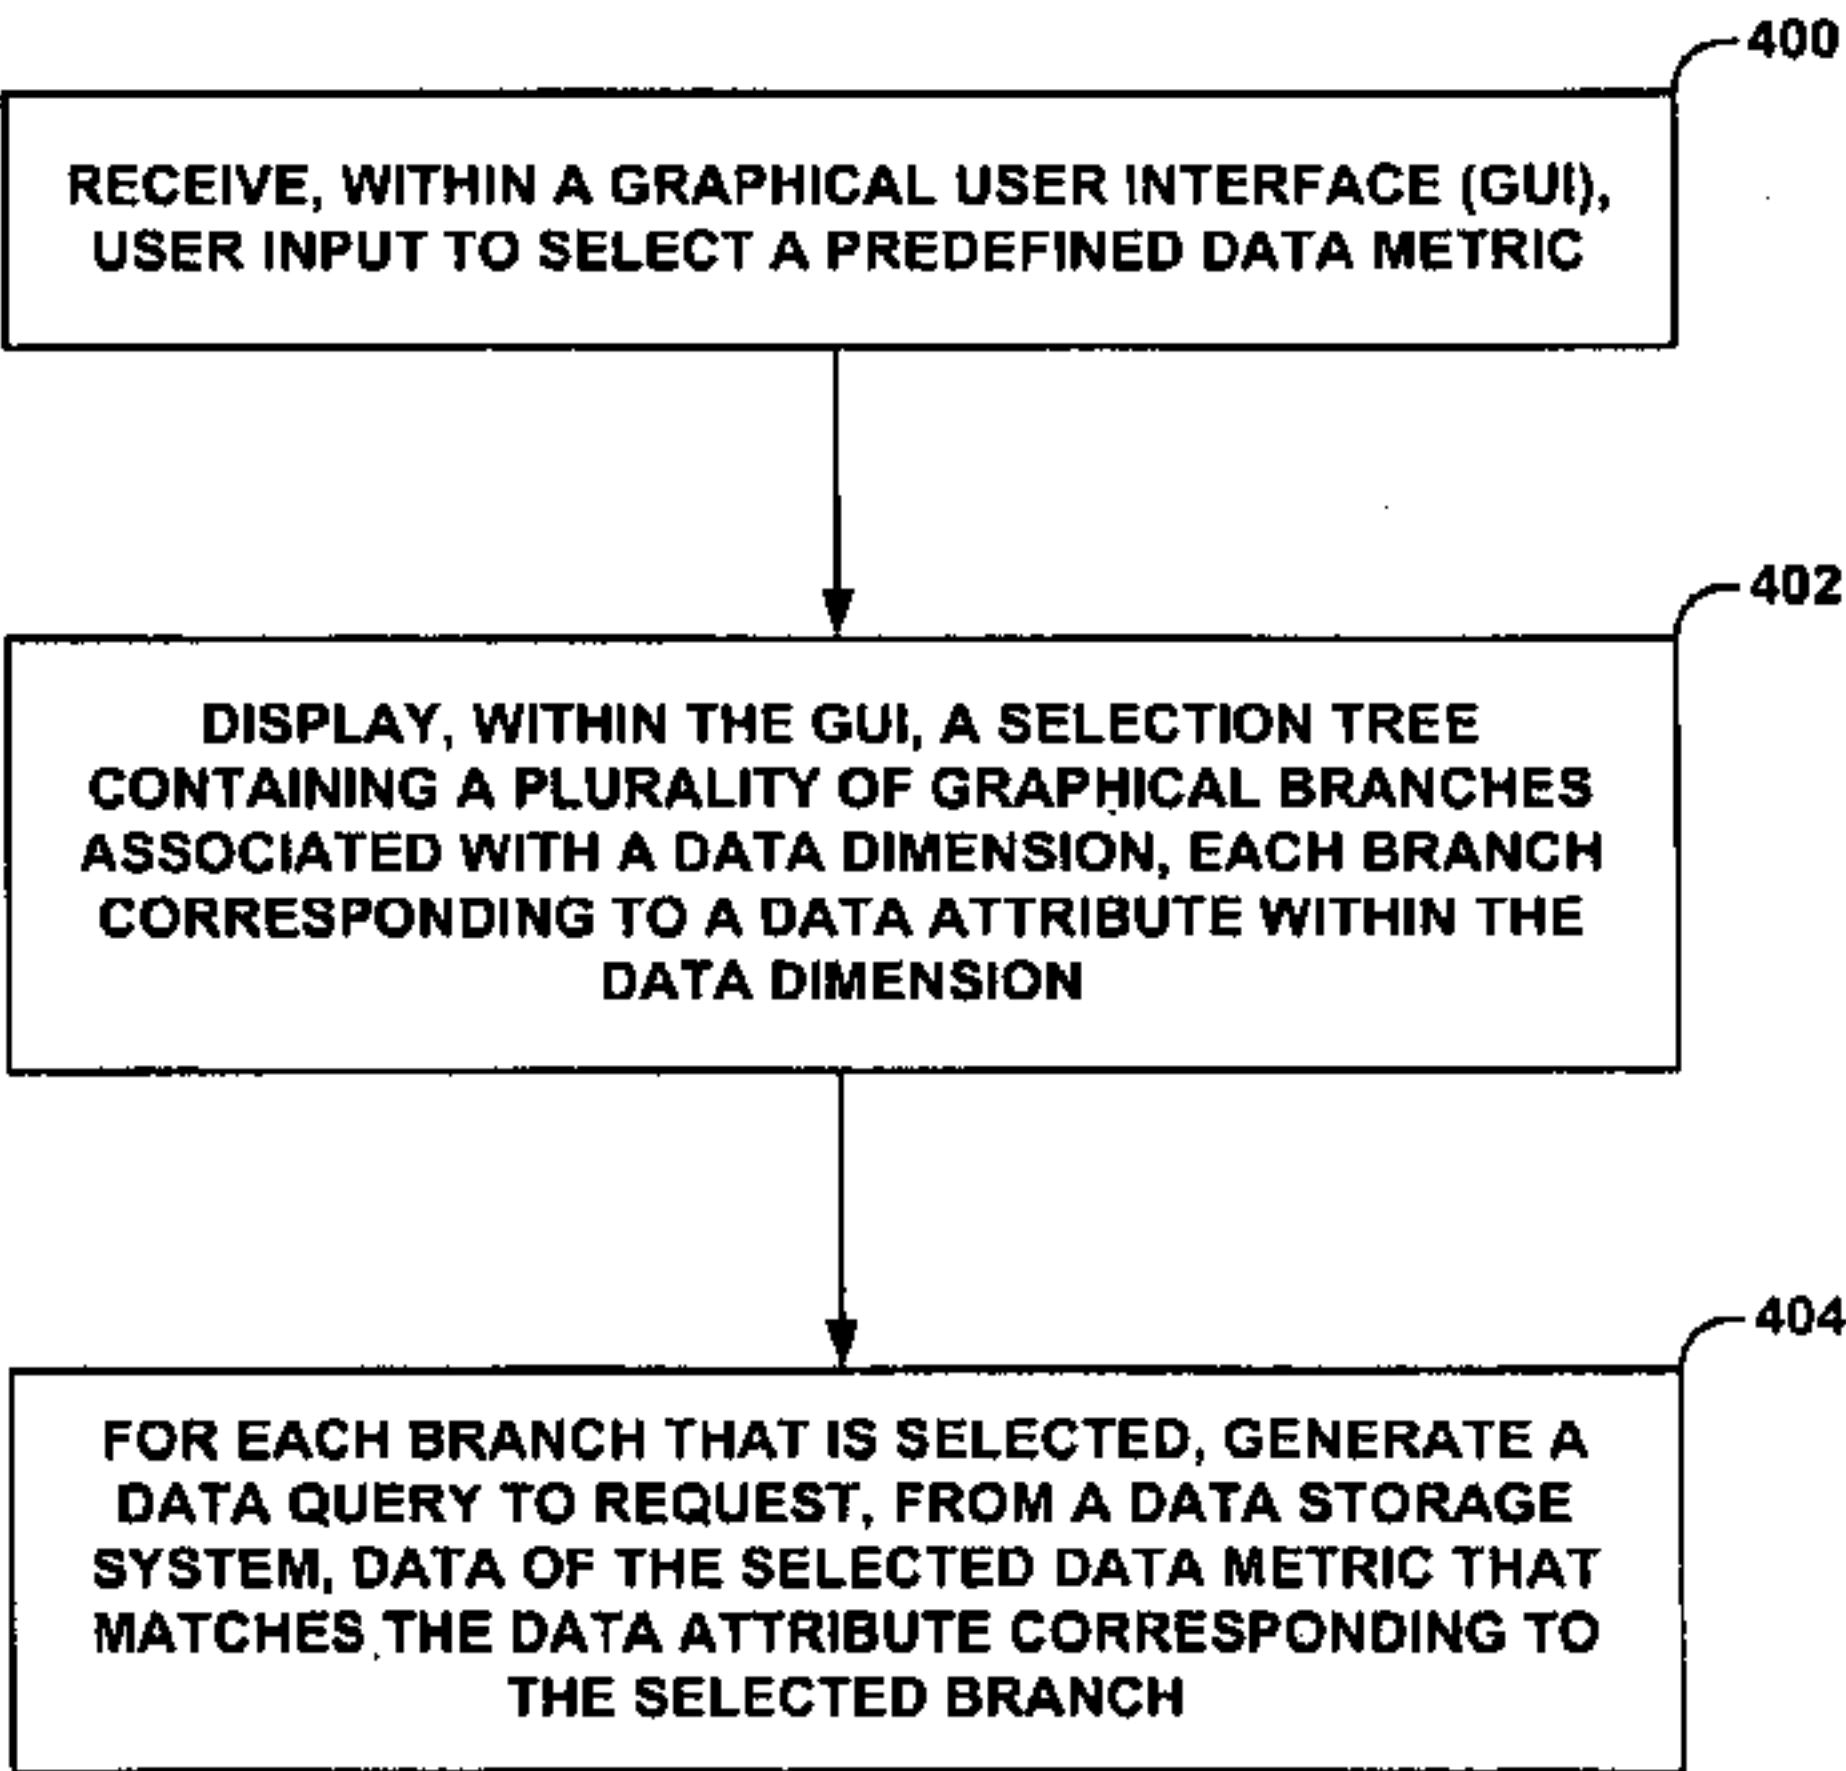 400
RECEIVE, WITHIN A GRAPHICAL USER INTERFACE (GUI),
USER INPUT TO SELECT A PREDEFINED DATA METRIC
402
DISPLAY, WITHIN THE GUI, A SELECTION TREE
CONTAINING A PLURALITY OF GRAPHICAL BRANCHES
ASSOCIATED WITH A DATA DIMENSION, EACH BRANCH
CORRESPONDING TO A DATA ATTRIBUTE WITHIN THE
DATA DIMENSION
404
FOR EACH BRANCH THAT IS SELECTED, GENERATE A
DATA QUERY TO REQUEST, FROM A DATA STORAGE
SYSTEM, DATA OF THE SELECTED DATA METRIC THAT
MATCHES THE DATA ATTRIBUTE CORRESPONDING TO
THE SELECTED BRANCH